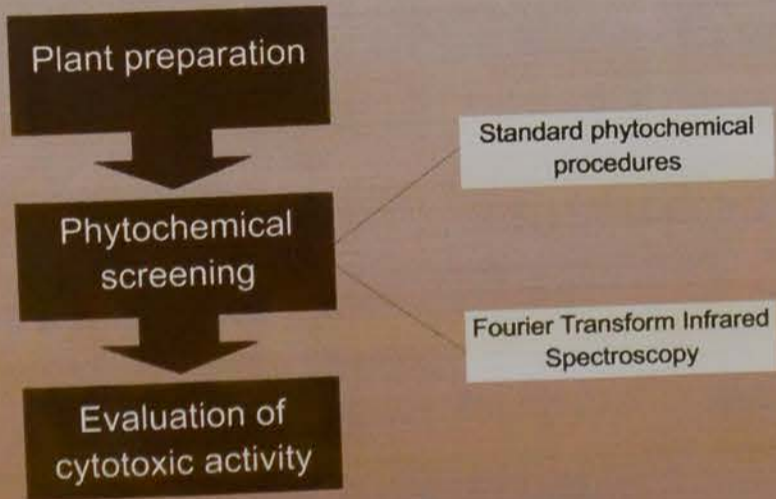 Plant preparation
Standard phytochemical
procedures
Phytochemical
screening
Fourier Transform Infrared
Spectroscopy
Evaluation of
cytotoxic activity